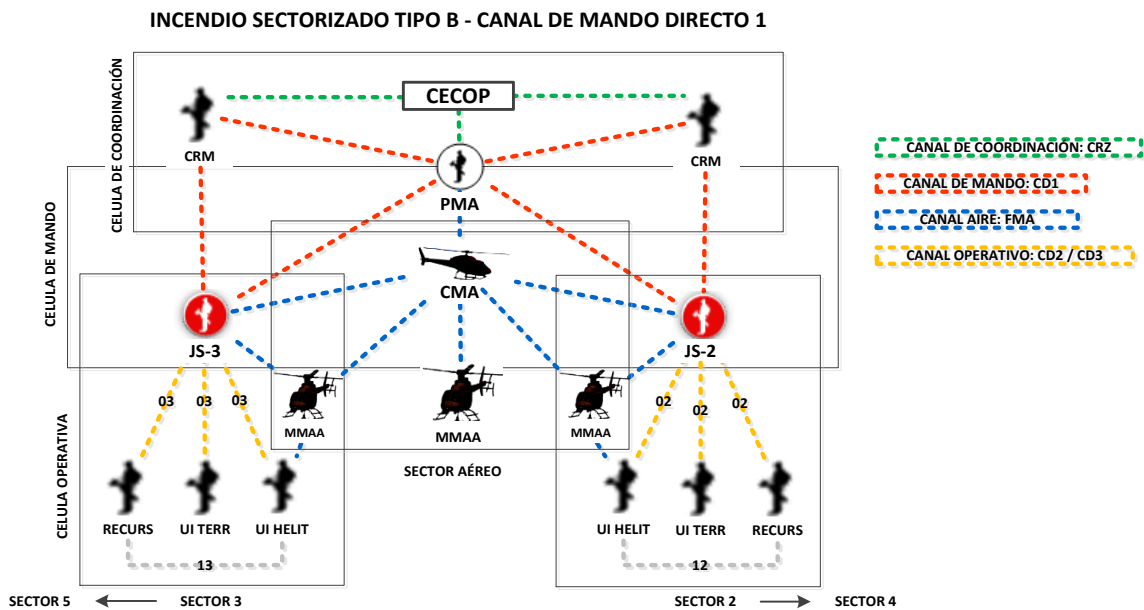 INCENDIO SECTORIZADO TIPO B - CANAL DE MANDO DIRECTO 1
CELULA DE COORDINACIÓN
CECOP
CRM
CRM
PMA
CANAL DE COORDINACIÓN: CRZ
CANAL DE MANDO: CD1
CANAL AIRE: FMA
CANAL OPERATIVO: CD2 / CD3
CELULA DE MANDO
CMA
JS-3
JS-2
MMAA
MMAA
MMAA
SECTOR AÉREO
CELULA OPERATIVA
03
03
03
02
02
02
RECURS
UI TERR
UI HELIT
UI HELIT
UI TERR
RECURS
13
12
SECTOR 5
SECTOR 3
SECTOR 2
SECTOR 4